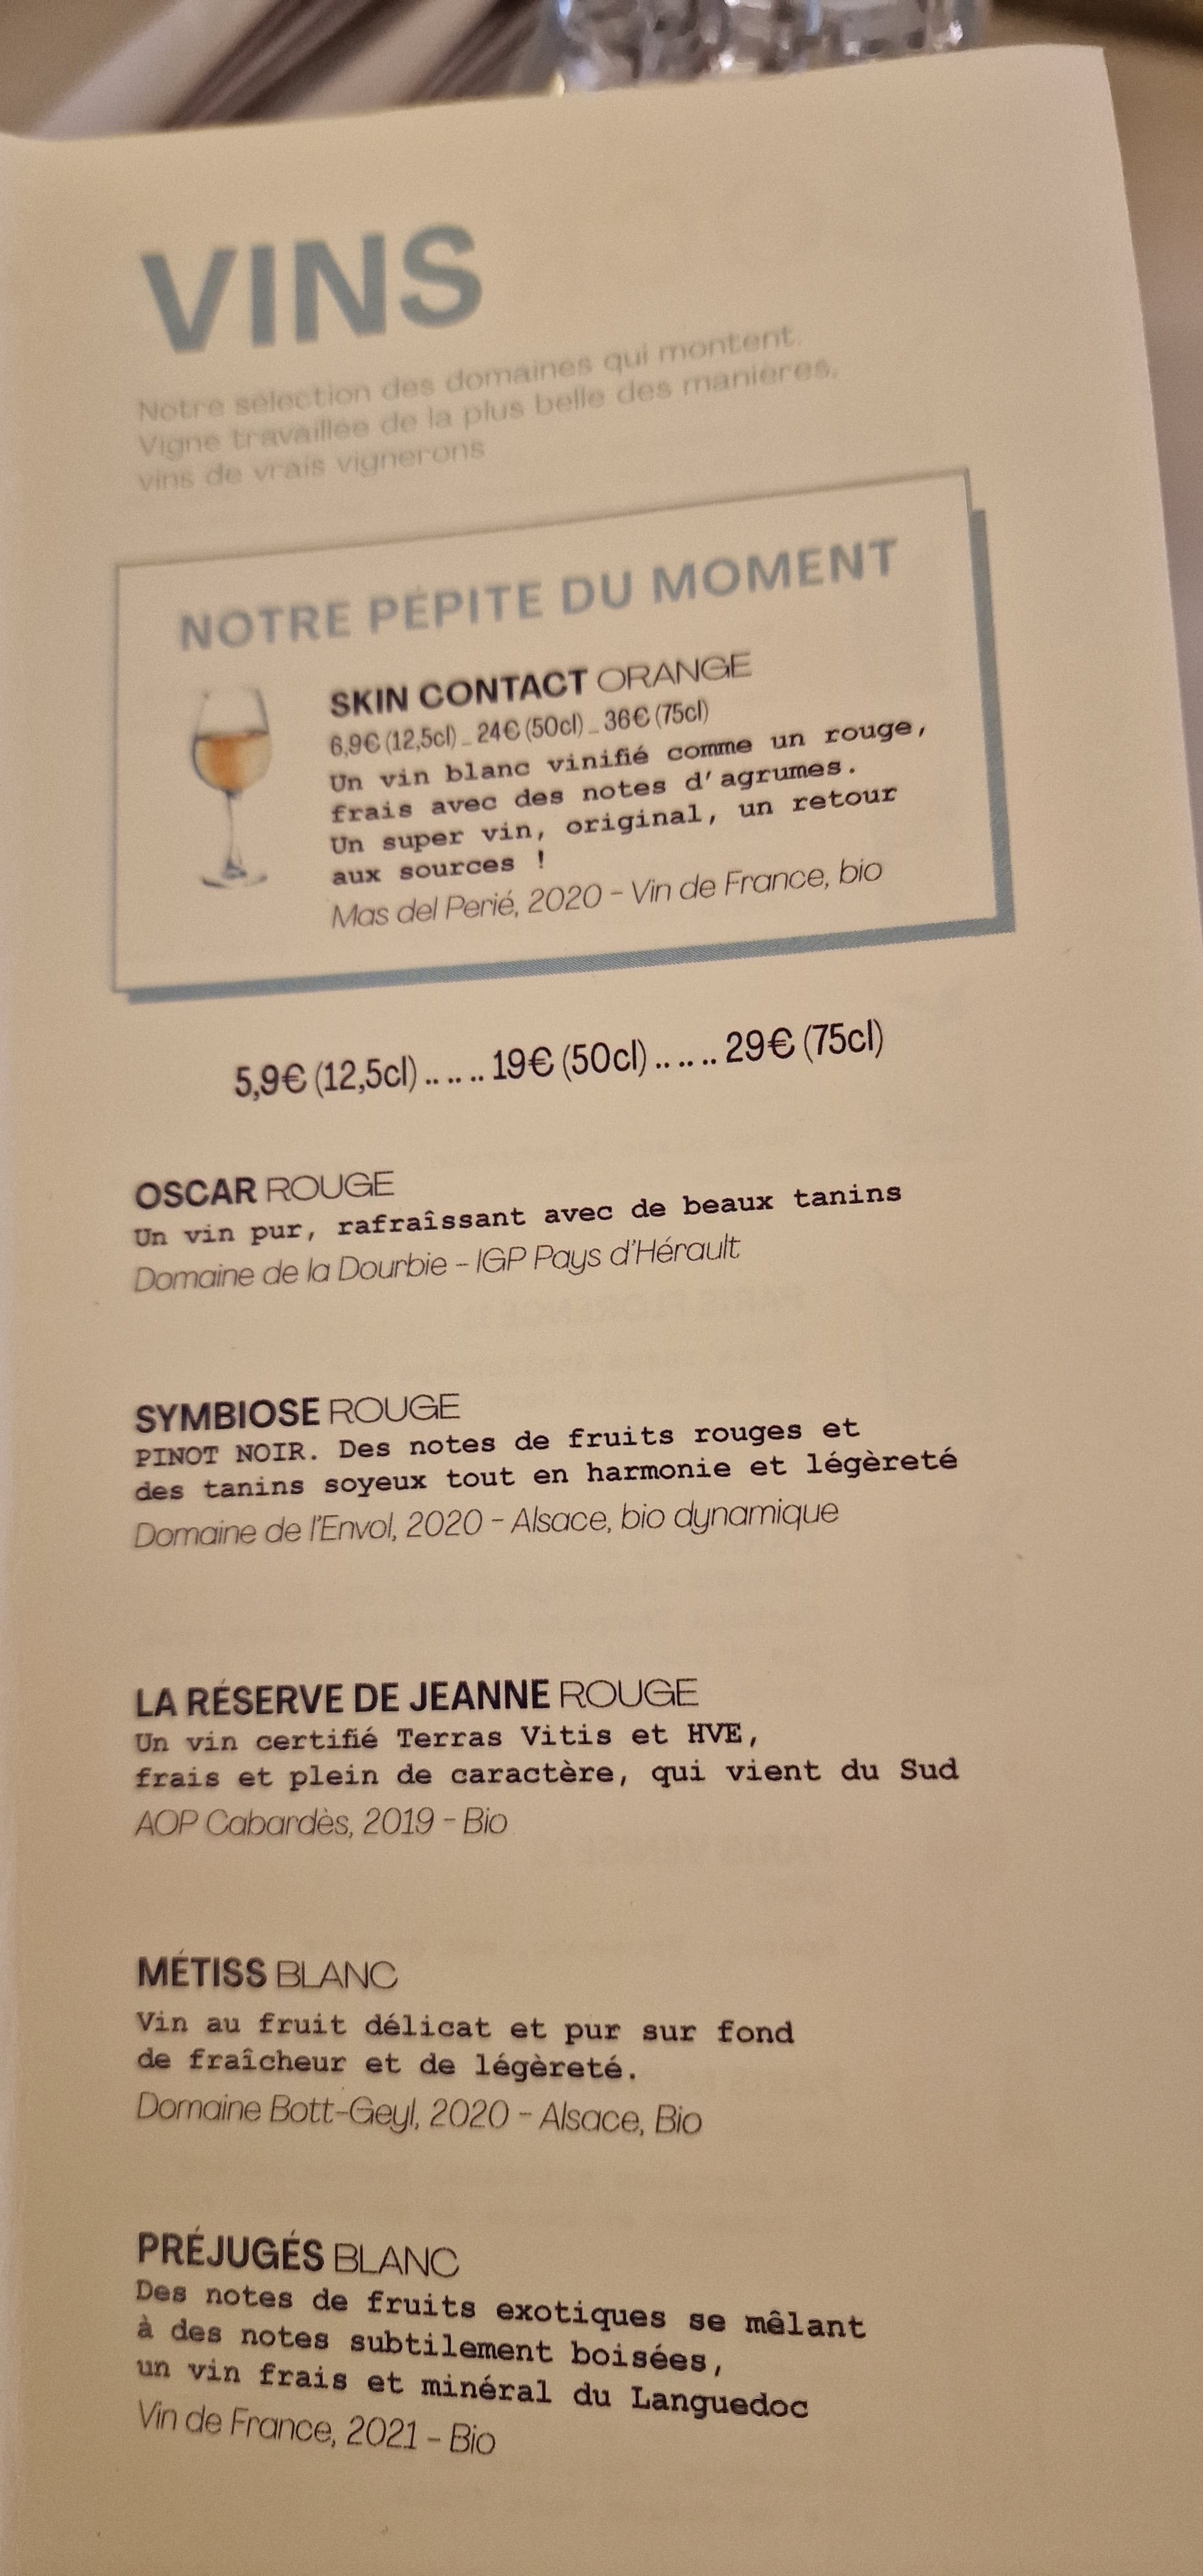 VINS
Notre sélection des domaines qui montent.
Vigne travaillée de la plus belle des manières,
vins de vrais vignerons
NOTRE PÉPITE DU MOMENT
SKIN CONTACT ORANGE
6,9€ (12,5cl) .. 24€ (50cl) .. 36€ (75cl)
Un vin blanc vinifié comme un rouge,
frais avec des notes d'agrumes.
Un super vin, original, un retour
aux sources !
Mas del Perié, 2020 - Vin de France, bio
5,9€ (12,5cl) .. .. .. 19€ (50cl) .. .. .. 29€ (75cl)
OSCAR ROUGE
Un vin pur, rafraîssant avec de beaux tanins
Domaine de la Dourbie - IGP Pays d'Hérault
SYMBIOSE ROUGE
PINOT NOIR. Des notes de fruits rouges et
des tanins soyeux tout en harmonie et légèreté
Domaine de l'Envol, 2020 - Alsace, bio dynamique
LA RÉSERVE DE JEANNE ROUGE
Un vin certifié Terras Vitis et HVE,
frais et plein de caractère, qui vient du Sud
AOP Cabardès, 2019 - Bio
MÉTISS BLANC
Vin au fruit délicat et pur sur fond
de fraîcheur et de légèreté.
Domaine Bott-Geyl, 2020 - Alsace, Bio
PRÉJUGÉS BLANC
Des notes de fruits exotiques se mêlant
à des notes subtilement boisées,
un vin frais et minéral du Languedoc
Vin de France, 2021 - Bio